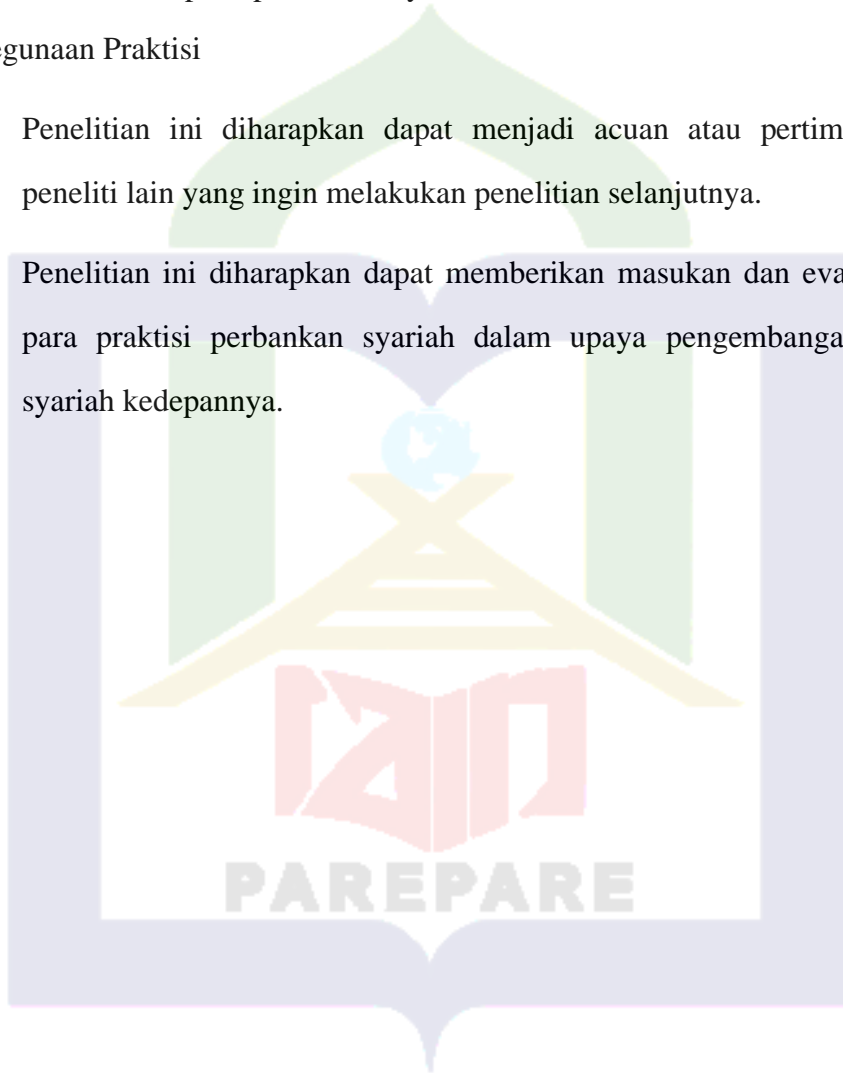 egunaan Praktisi
Penelitian ini diharapkan dapat menjadi acuan atau pertim
peneliti lain yang ingin melakukan penelitian selanjutnya.
Penelitian ini diharapkan dapat memberikan masukan dan eva
para praktisi perbankan syariah dalam upaya pengembanga
syariah kedepannya.
iain
PAREPARE